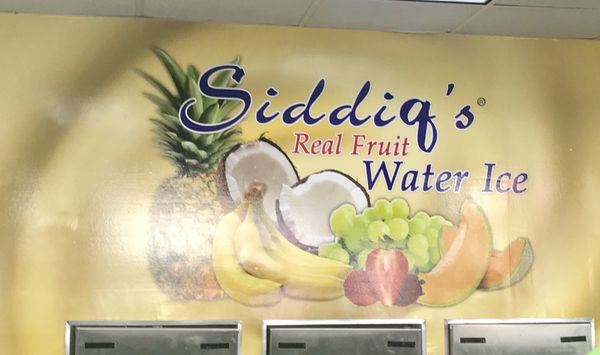 Siddiq's®
Real Fruit
Water Ice